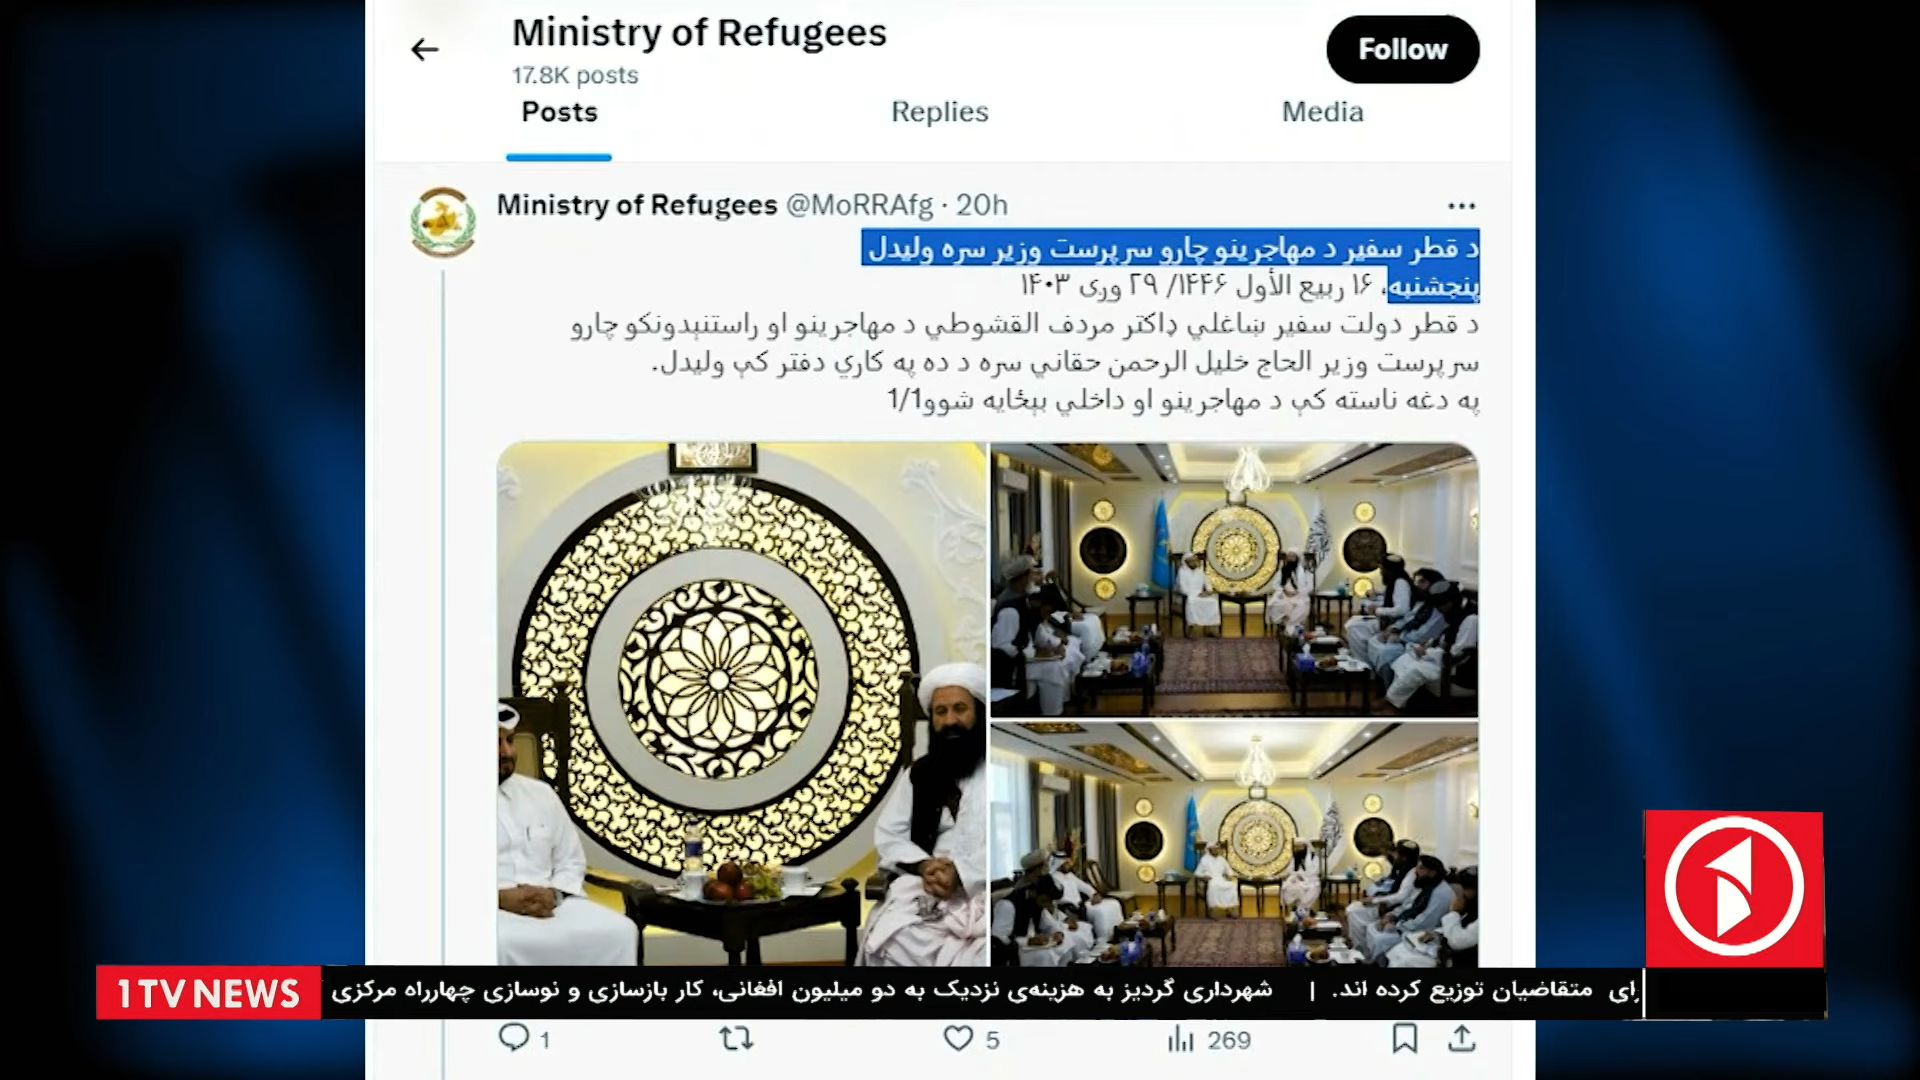 Ministry of Refugees
17.8K posts
Follow
Posts
Replies
Media
Ministry of Refugees @MoRRAfg · 20h
د قطر سفیر د مهاجرینو چارو سرپرست وزیر سره ولیدل
پنجشنبه، ۱۶ ربیع الأول ۱۴۴۶/ ۲۹ وږی ۱۴۰۳
د قطر دولت سفیر ښاغلي ډاکتر مردف القشوطي د مهاجرینو او راستنېدونکو چارو
سرپرست وزیر الحاج خلیل الرحمن حقاني سره د ده په کاري دفتر کې ولیدل.
په دغه ناسته کې د مهاجرینو او داخلي بېځایه شوو1/1
1TV NEWS
رای متقاضیان توزیع کرده اند. | شهرداری گردیز به هزینه‌ی نزدیک به دو میلیون افغانی، کار بازسازی و نوسازی چهارراه مرکزی
1
5
269